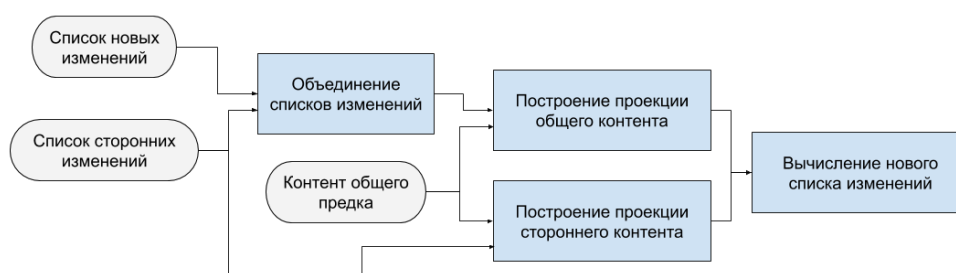 Список новых
изменений
Объединение
списков изменений
Построение проекции
общего контента
Список сторонних
изменений
Вычисление нового
списка изменений
Контент общего
предка
Построение проекции
стороннего контента